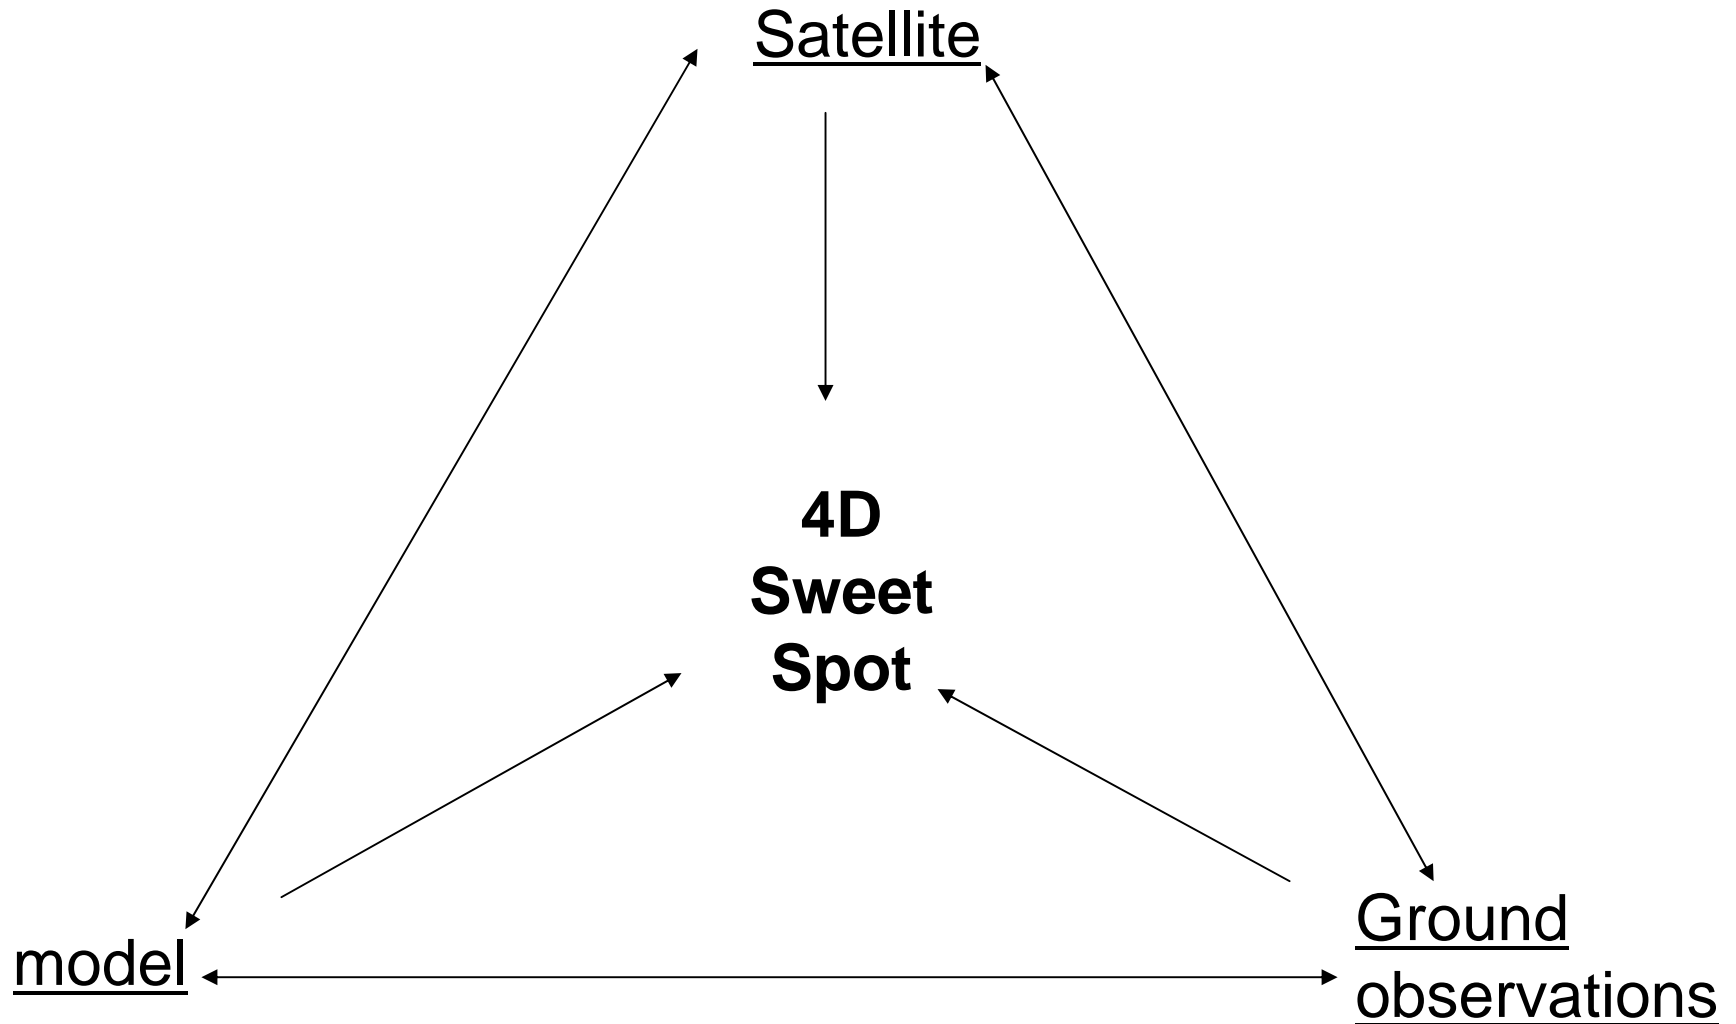 Satellite
4D
Sweet
Spot
model
Ground
observations